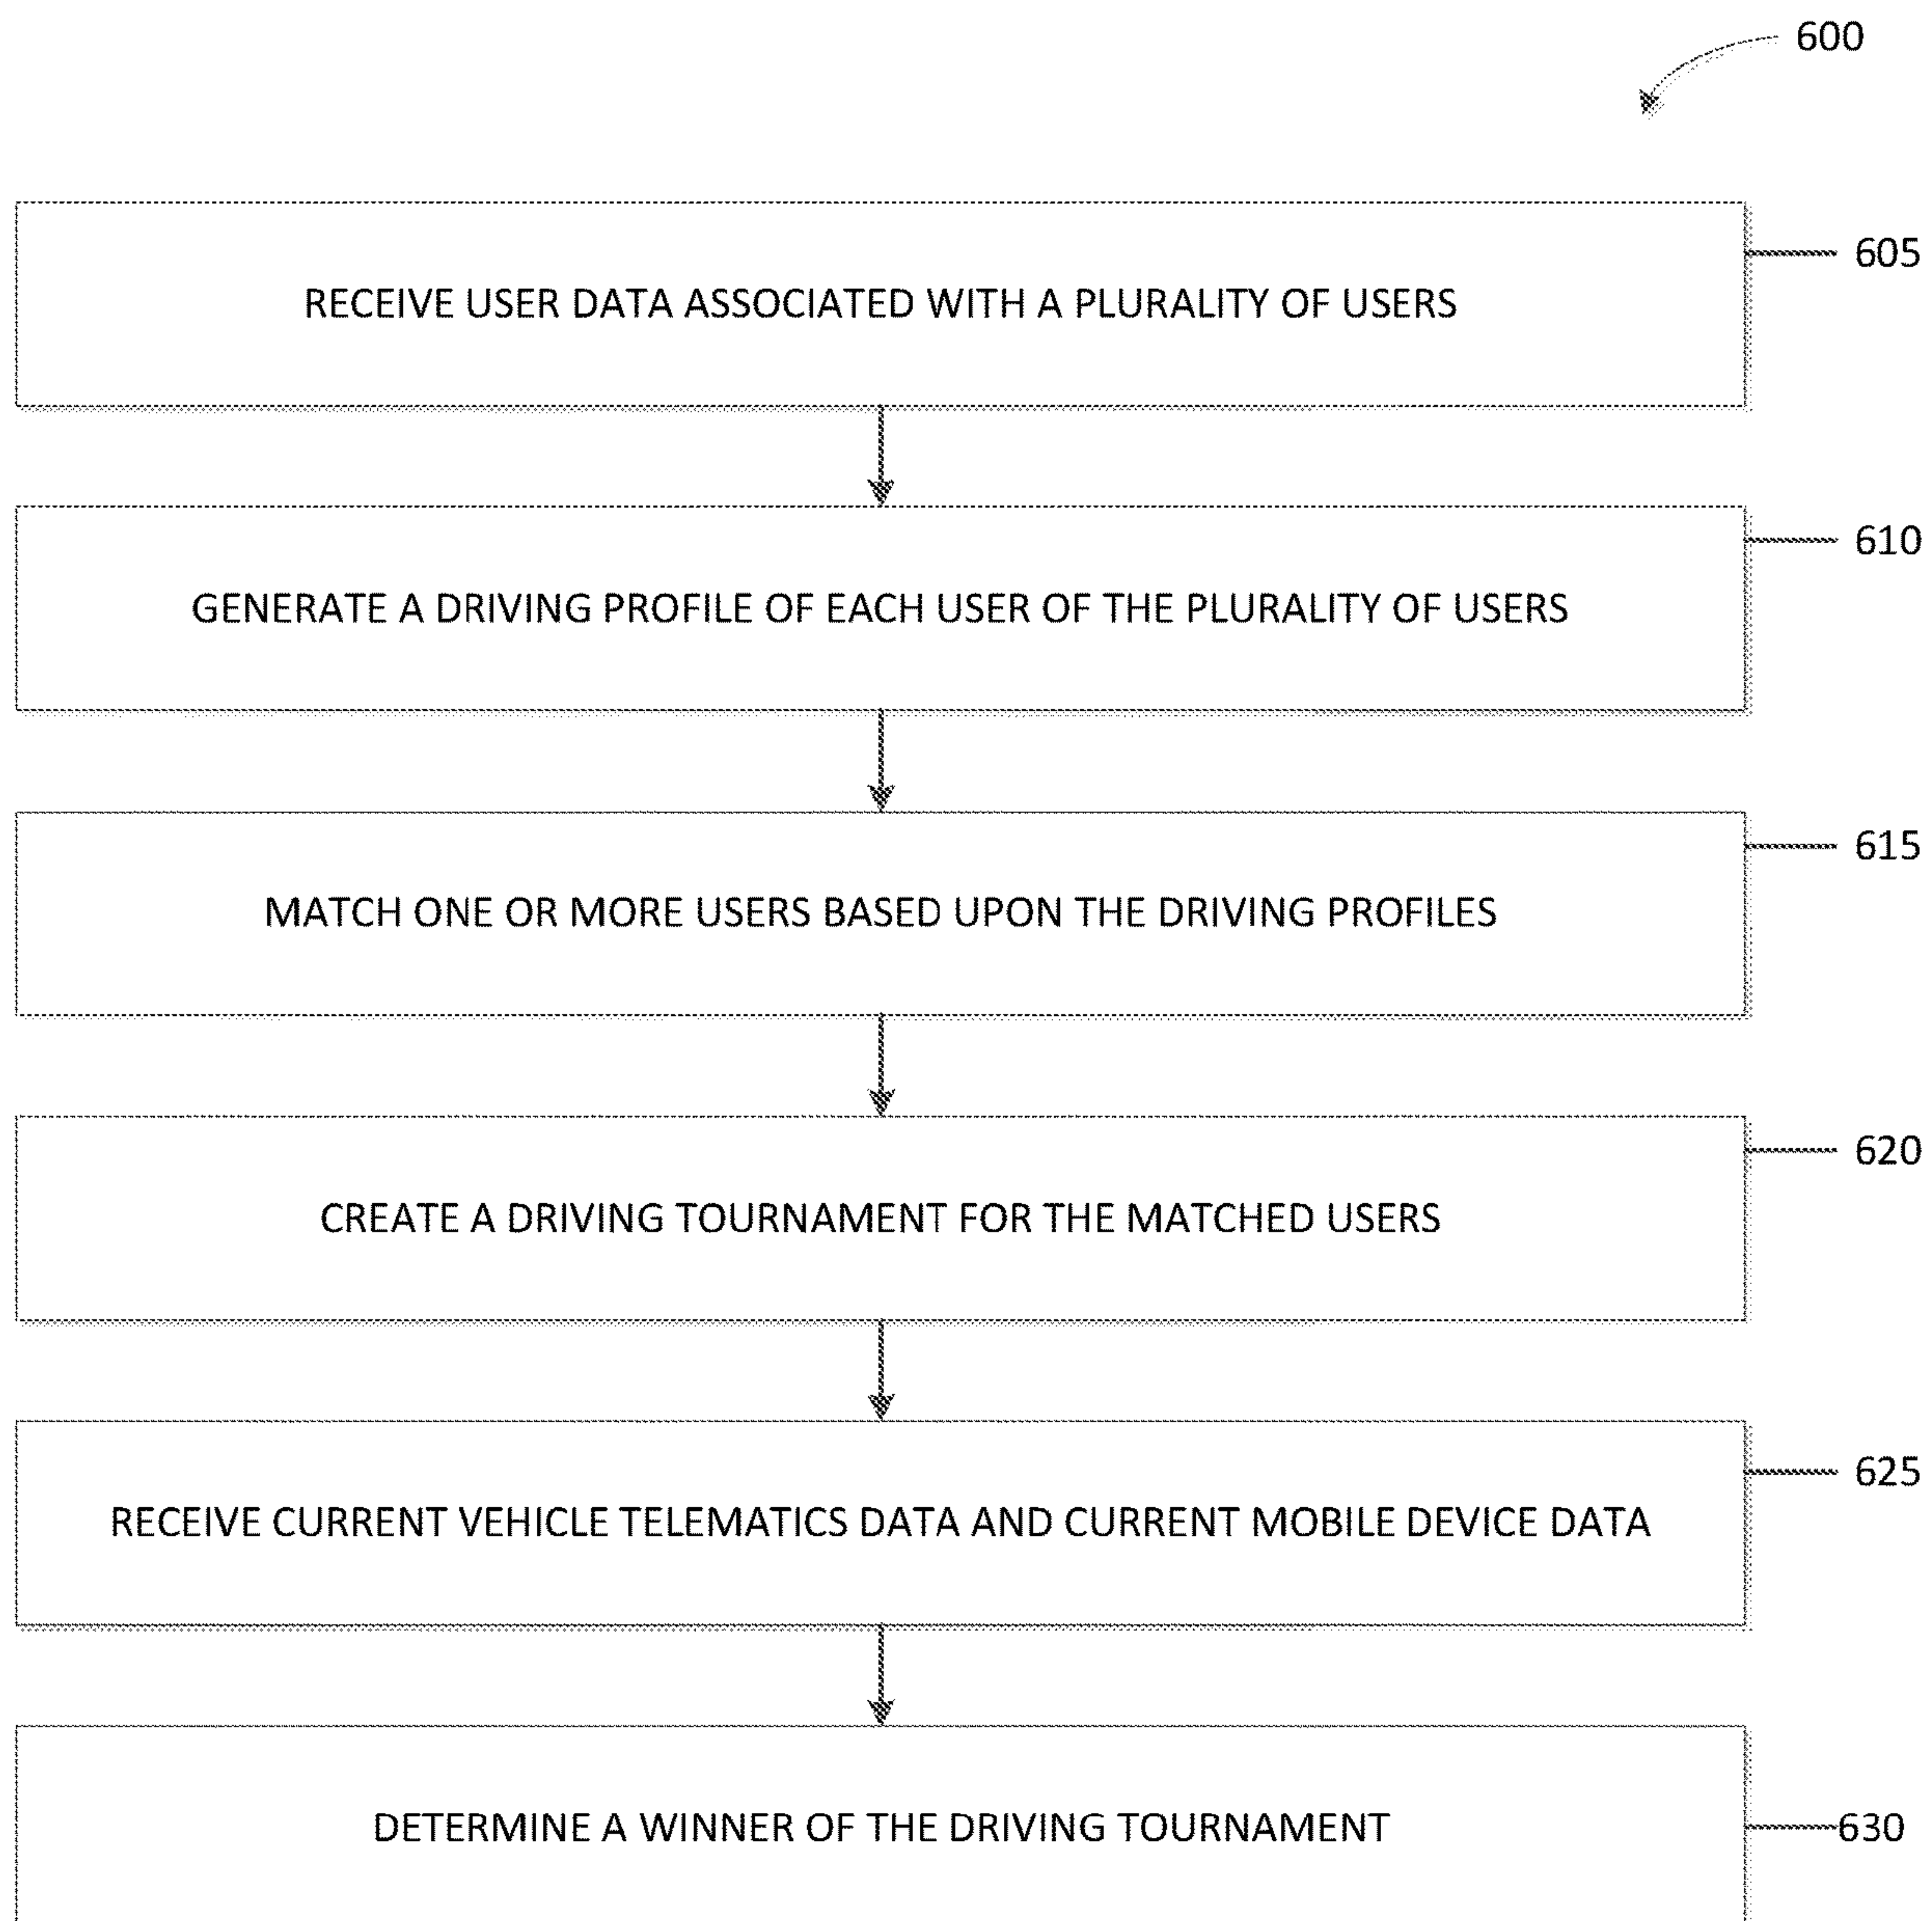 600
RECEIVE USER DATA ASSOCIATED WITH A PLURALITY OF USERS
605
GENERATE A DRIVING PROFILE OF EACH USER OF THE PLURALITY OF USERS
610
MATCH ONE OR MORE USERS BASED UPON THE DRIVING PROFILES
615
CREATE A DRIVING TOURNAMENT FOR THE MATCHED USERS
620
RECEIVE CURRENT VEHICLE TELEMATICS DATA AND CURRENT MOBILE DEVICE DATA
625
DETERMINE A WINNER OF THE DRIVING TOURNAMENT
630